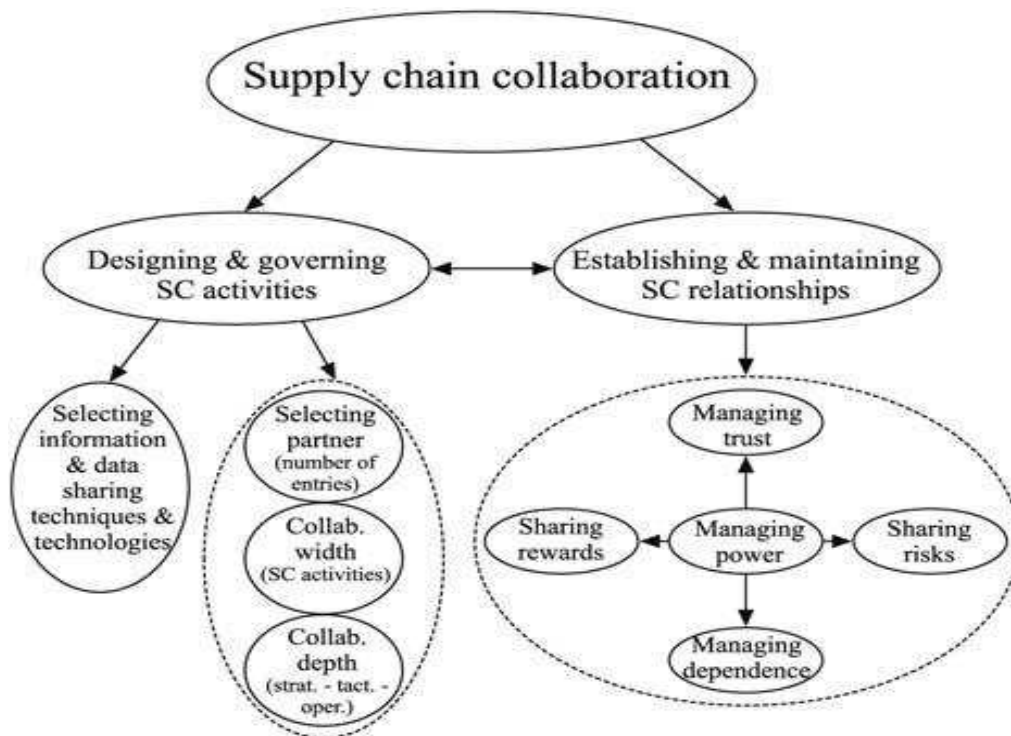 Supply chain collaboration
Designing & governing
SC activities
Establishing & maintaining
SC relationships
Selecting
information
& data
sharing
techniques &
technologies
Selecting
partner
(number of
entries)
Collab.
width
(SC activities)
Collab.
depth
(strat. - tact. -
oper.)
Managing
trust
Sharing
rewards
Managing
power
Sharing
risks
Managing
dependence